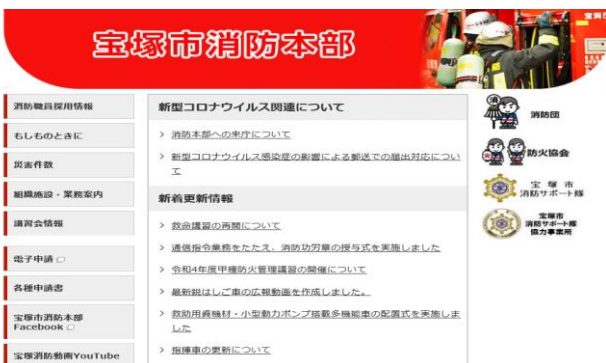 宝塚市消防本部
消防職員採用情報
もしものときに
災害件数
組織施設・業務案内
講習会情報
電子申請
各種申請書
宝塚市消防本部
Facebook
宝塚消防動画YouTube
新型コロナウイルス関連について
> 消防本部への来庁について
> 新型コロナウイルス感染症の影響による郵送での届出対応につい
て
新着更新情報
> 救命講習の再開について
> 通信指令業務をたたえ、消防功労章の授与式を実施しました
> 令和4年度甲種防火管理講習の開催について
> 最新鋭はしご車の広報動画を作成しました。
> 救助用資機材・小型動力ポンプ搭載多機能車の配置式を実施しま
した
> 指揮車の更新について
消防団
防火協会
宝塚市
消防サポート隊
宝塚市
消防サポート隊
協力事業所